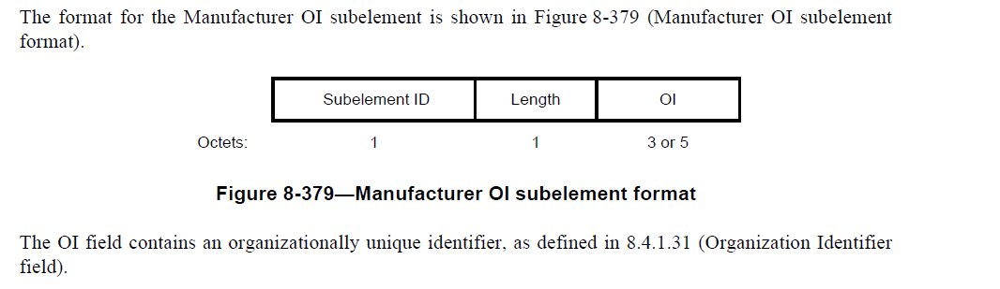 The format for the Manufacturer OI subelement is shown in Figure 8-379 (Manufacturer OI subelement
format).
Subelement ID Length OI
Octets: 1 1 3 or 5
Figure 8-379—Manufacturer OI subelement format
The OI field contains an organizationally unique identifier, as defined in 8.4.1.31 (Organization Identifier
field).